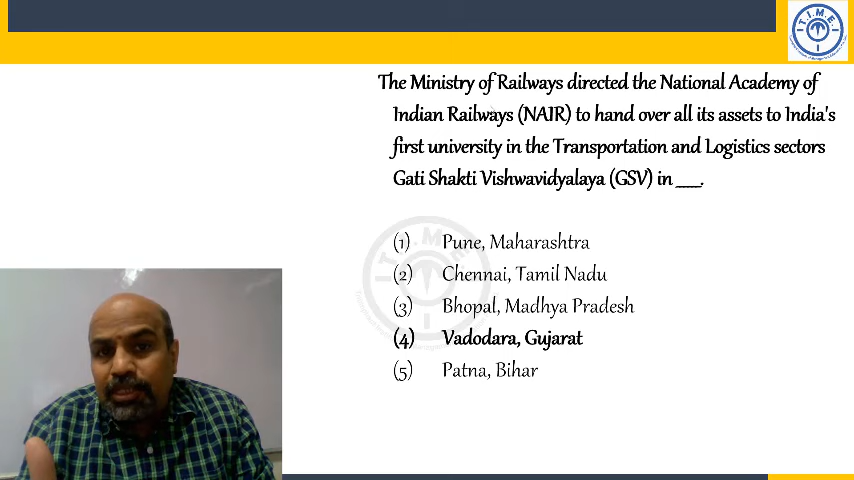 T.I.M.E.
The Ministry of Railways directed the National Academy of
Indian Railways (NAIR) to hand over all its assets to India's
first university in the Transportation and Logistics sectors
Gati Shakti Vishwavidyalaya (GSV) in ____.
(1) Pune, Maharashtra
(2) Chennai, Tamil Nadu
(3) Bhopal, Madhya Pradesh
(4) Vadodara, Gujarat
(5) Patna, Bihar